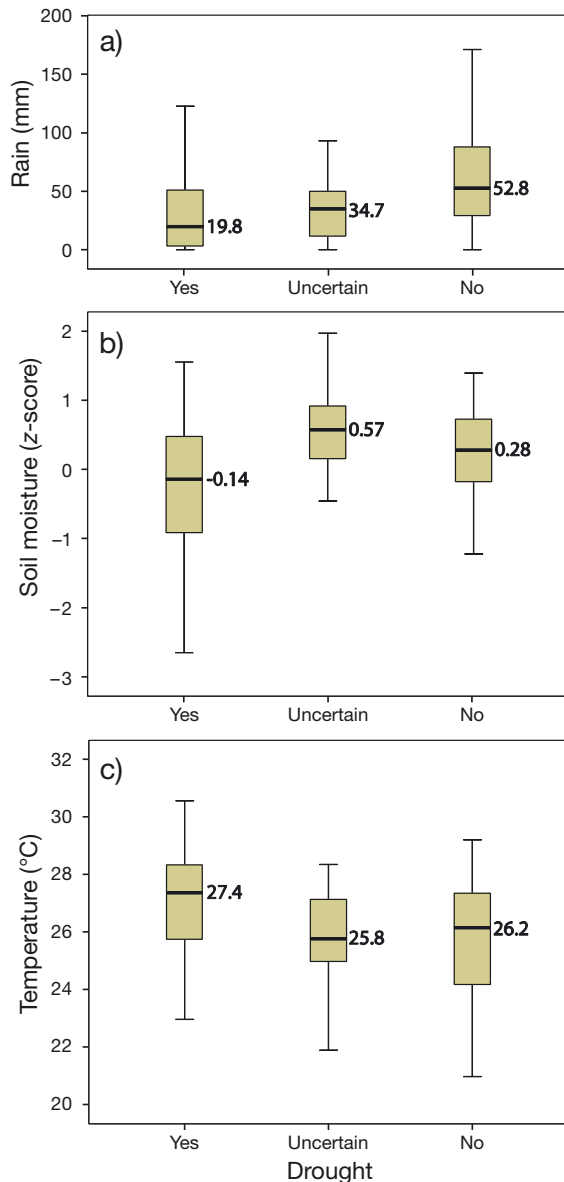 a)
Rain (mm)
200
150
100
50
0
19.8
34.7
52.8
Yes Uncertain No
b)
Soil moisture (z-score)
2
1
0
−1
−2
−3
-0.14
0.57
0.28
Yes Uncertain No
c)
Temperature (°C)
32
30
28
26
24
22
20
27.4
25.8
26.2
Yes Uncertain No
Drought